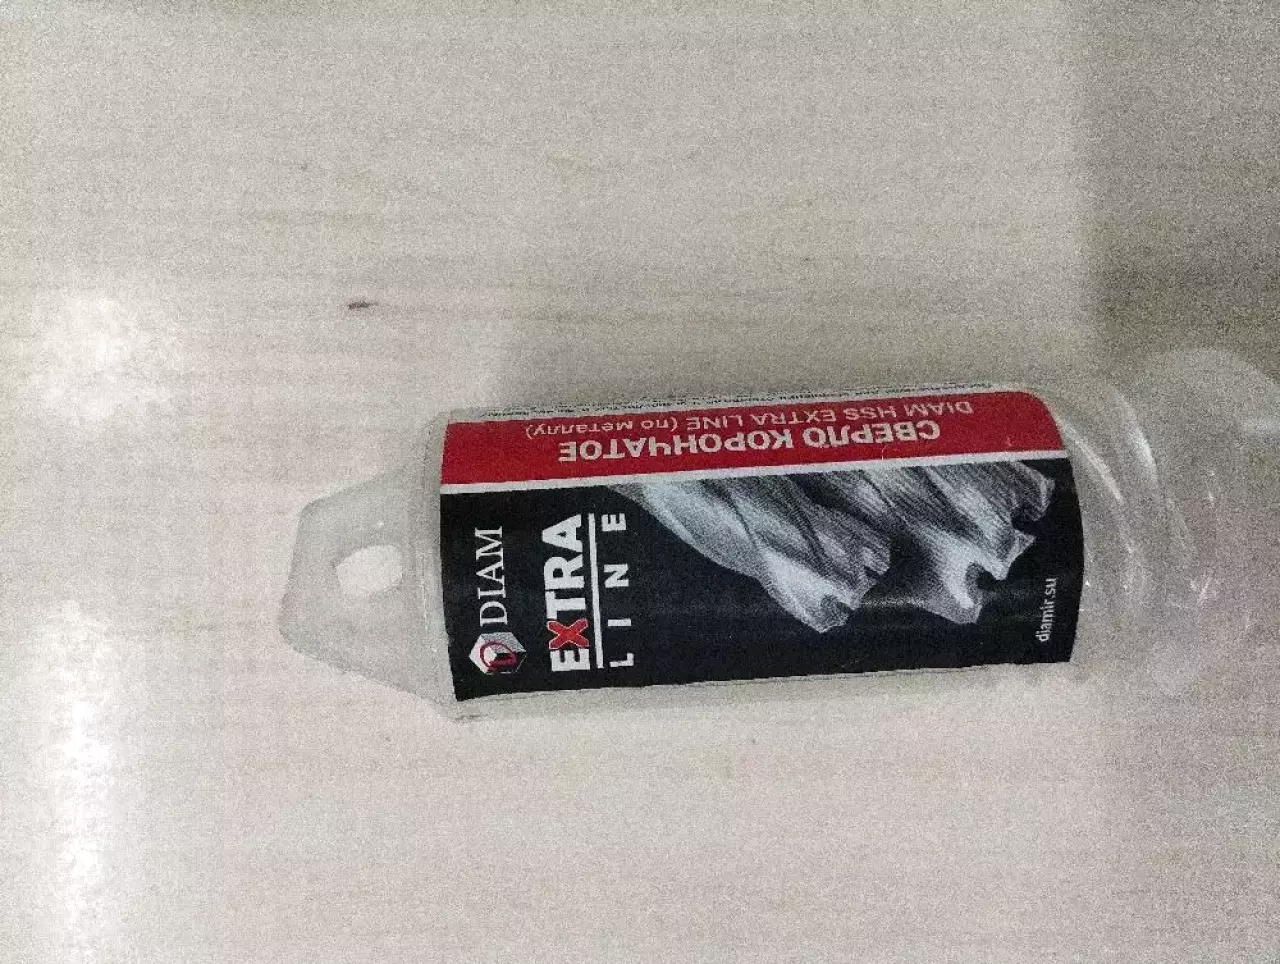 DIAM
EXTRA
LINE
diamir.su
СВЕРЛО КОРОНЧАТОЕ
DIAM HSS EXTRA LINE (по металлу)